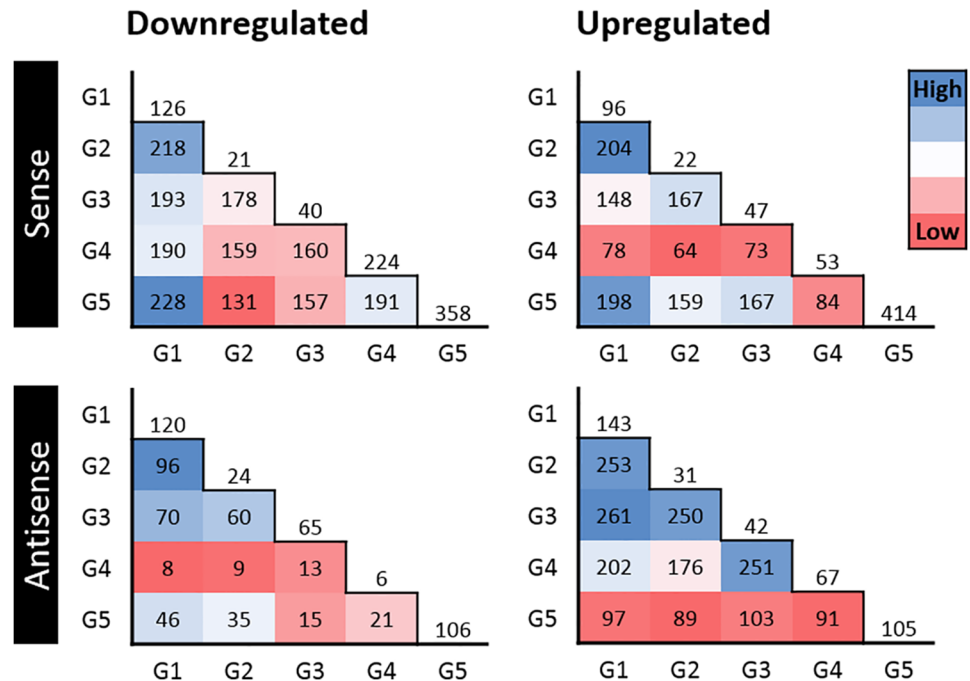 Downregulated Upregulated
Sense
G1 126
G2 218 21
G3 193 178 40
G4 190 159 160 224
G5 228 131 157 191 358
G1 G2 G3 G4 G5
G1 96
G2 204 22
G3 148 167 47
G4 78 64 73 53
G5 198 159 167 84 414
G1 G2 G3 G4 G5
High
Low
Antisense
G1 120
G2 96 24
G3 70 60 65
G4 8 9 13 6
G5 46 35 15 21 106
G1 G2 G3 G4 G5
G1 143
G2 253 31
G3 261 250 42
G4 202 176 251 67
G5 97 89 103 91 105
G1 G2 G3 G4 G5